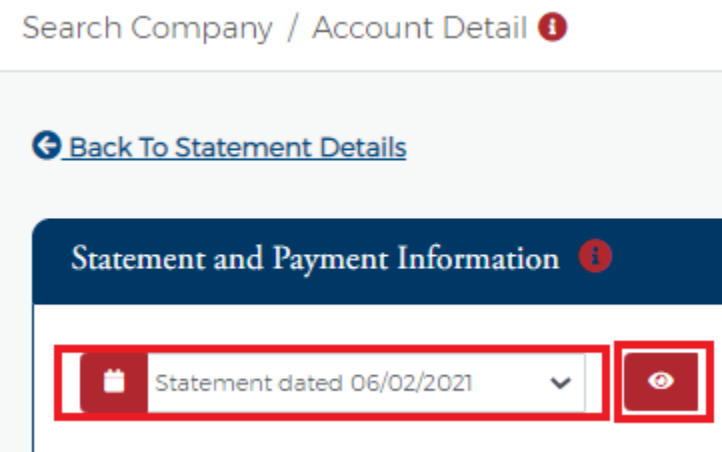 Search Company / Account Detail
Back To Statement Details
Statement and Payment Information
Statement dated 06/02/2021